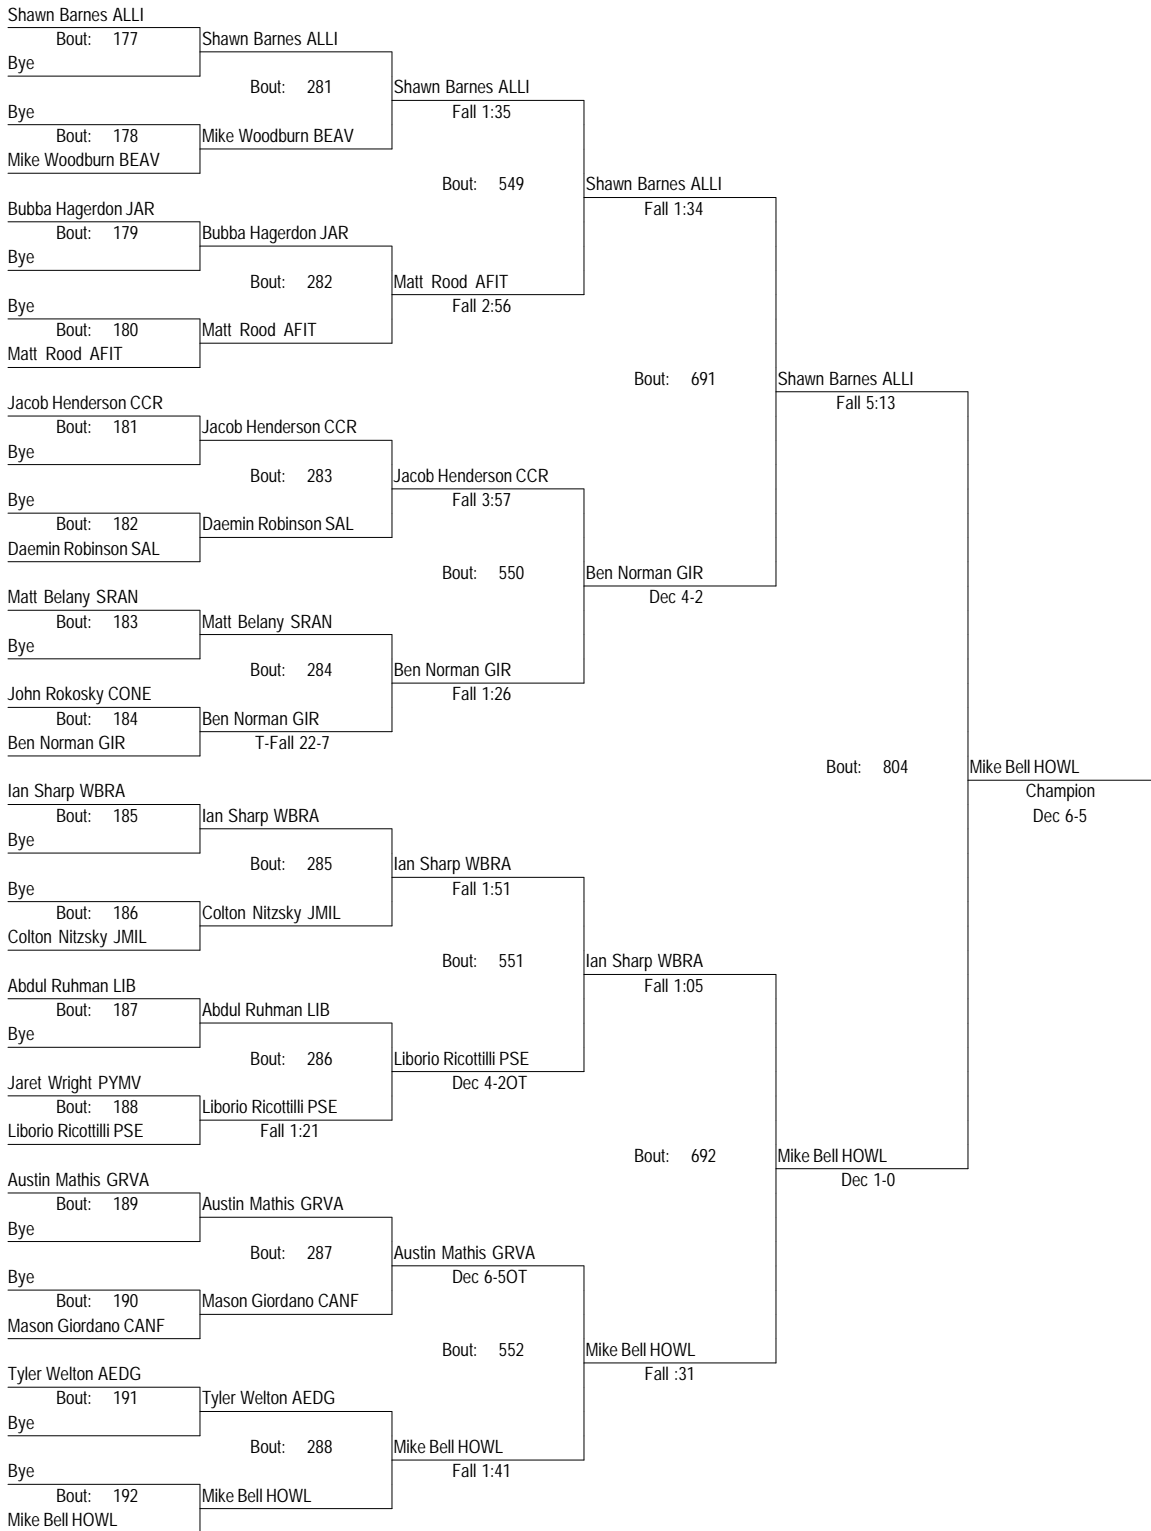 Shawn Barnes ALLI
Bout: 177 Shawn Barnes ALLI
Bye
Bout: 281 Shawn Barnes ALLI
Bye Fall 1:35
Bout: 178 Mike Woodburn BEAV
Mike Woodburn BEAV
Bout: 549 Shawn Barnes ALLI
Bubba Hagerdon JAR Fall 1:34
Bout: 179 Bubba Hagerdon JAR
Bye
Bout: 282 Matt Rood AFIT
Bye Fall 2:56
Bout: 180 Matt Rood AFIT
Matt Rood AFIT
Bout: 691 Shawn Barnes ALLI
Jacob Henderson CCR Fall 5:13
Bout: 181 Jacob Henderson CCR
Bye
Bout: 283 Jacob Henderson CCR
Bye Fall 3:57
Bout: 182 Daemin Robinson SAL
Daemin Robinson SAL
Bout: 550 Ben Norman GIR
Matt Belany SRAN Dec 4-2
Bout: 183 Matt Belany SRAN
Bye
Bout: 284 Ben Norman GIR
John Rokosky CONE Fall 1:26
Bout: 184 Ben Norman GIR
Ben Norman GIR T-Fall 22-7
Bout: 804 Mike Bell HOWL
Ian Sharp WBRA Champion
Bout: 185 Ian Sharp WBRA Dec 6-5
Bye
Bout: 285 Ian Sharp WBRA
Bye Fall 1:51
Bout: 186 Colton Nitzsky JMIL
Colton Nitzsky JMIL
Bout: 551 Ian Sharp WBRA
Abdul Ruhman LIB Fall 1:05
Bout: 187 Abdul Ruhman LIB
Bye
Bout: 286 Liborio Ricottilli PSE
Jaret Wright PYMV Dec 4-2OT
Bout: 188 Liborio Ricottilli PSE
Liborio Ricottilli PSE Fall 1:21
Bout: 692 Mike Bell HOWL
Austin Mathis GRVA Dec 1-0
Bout: 189 Austin Mathis GRVA
Bye
Bout: 287 Austin Mathis GRVA
Bye Dec 6-5OT
Bout: 190 Mason Giordano CANF
Mason Giordano CANF
Bout: 552 Mike Bell HOWL
Tyler Welton AEDG Fall :31
Bout: 191 Tyler Welton AEDG
Bye
Bout: 288 Mike Bell HOWL
Bye Fall 1:41
Bout: 192 Mike Bell HOWL
Mike Bell HOWL